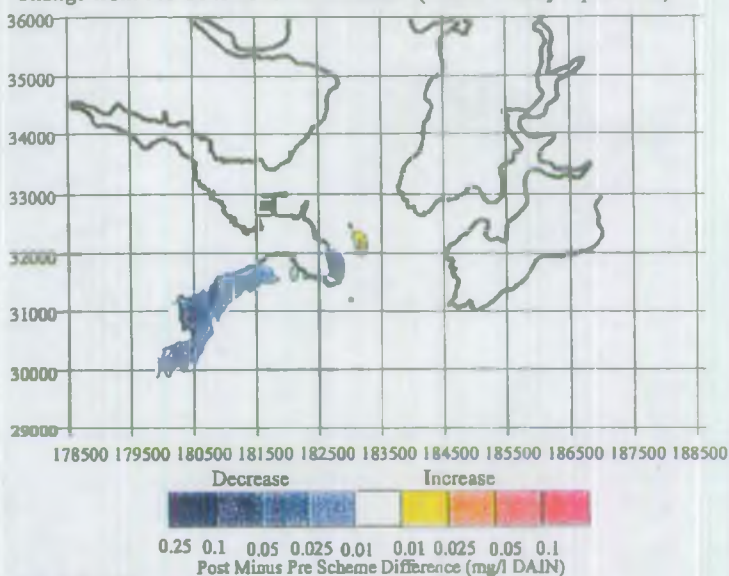 36000
35000
34000
33000
32000
31000
30000
29000
178500 179500 180500 181500 182500 183500 184500 185500 186500 187500 188500
Decrease Increase
0.25 0.1 0.05 0.025 0.01 0.01 0.025 0.05 0.1
Post Minus Pre Scheme Difference (mg/l DAIN)